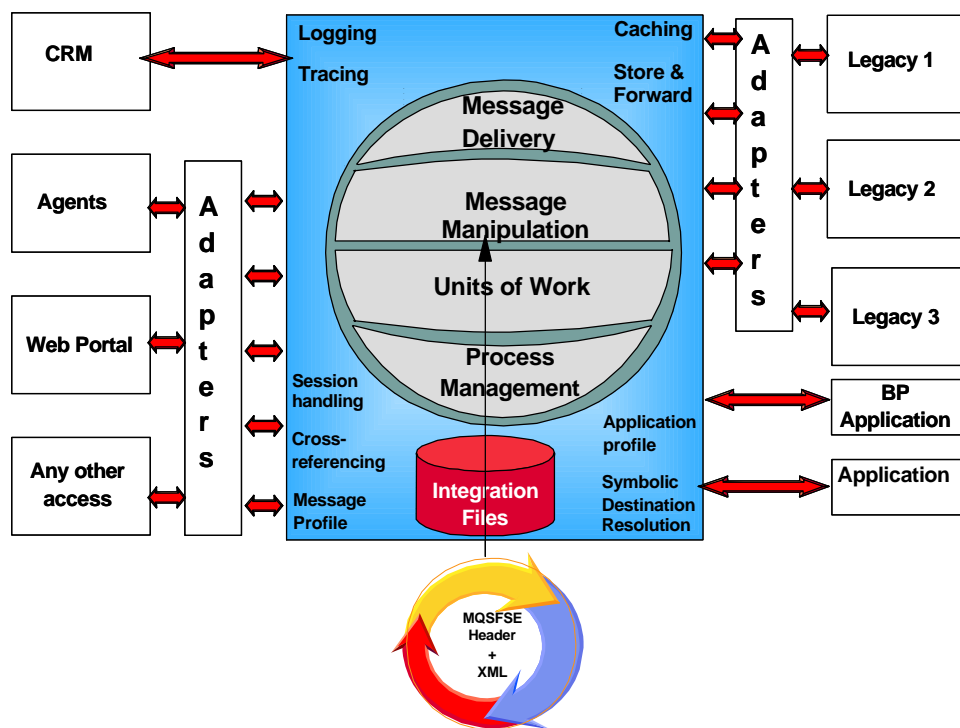 CRM
Agents
Web Portal
Any other
access
A
d
a
p
t
e
r
s
Logging
Tracing
Caching
Store &
Forward
Message
Delivery
Message
Manipulation
Units of Work
Process
Management
Session
handling
Cross-
referencing
Message
Profile
Application
profile
Symbolic
Destination
Resolution
Integration
Files
MQSFSE
Header
+
XML
A
d
a
p
t
e
r
s
Legacy 1
Legacy 2
Legacy 3
BP
Application
Application